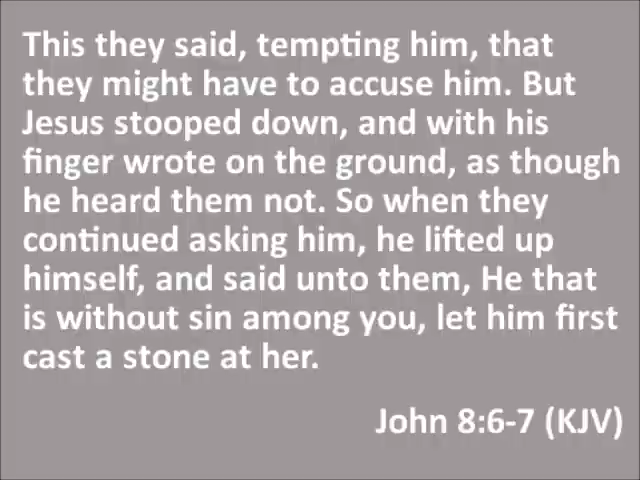 This they said, tempting him, that
they might have to accuse him. But
Jesus stooped down, and with his
finger wrote on the ground, as though
he heard them not. So when they
continued asking him, he lifted up
himself, and said unto them, He that
is without sin among you, let him first
cast a stone at her.
John 8:6-7 (KJV)